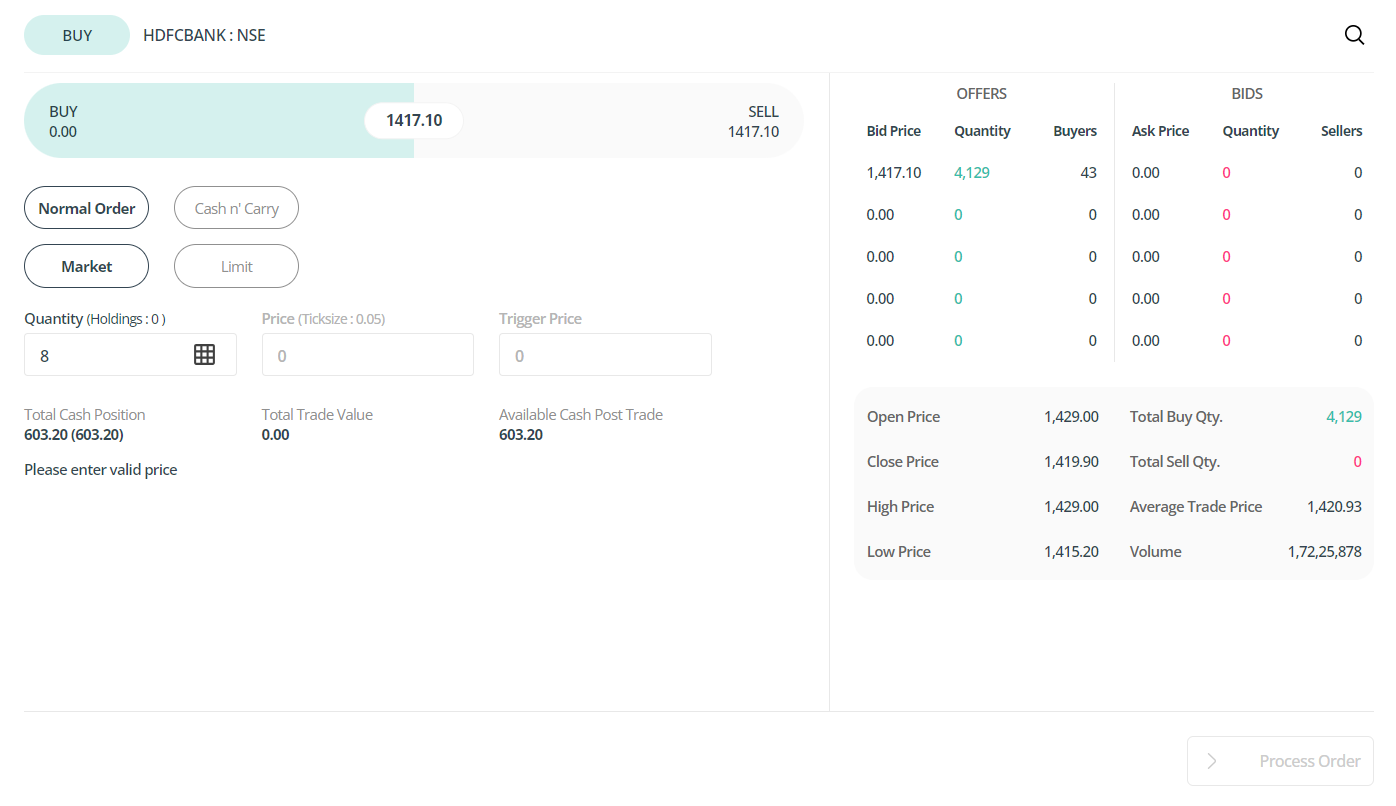 BUY HDFCBANK : NSE
BUY
0.00
1417.10
SELL
1417.10
Normal Order Cash n' Carry
Market Limit
Quantity (Holdings : 0 ) Price (Ticksize : 0.05) Trigger Price
8 0 0
Total Cash Position Total Trade Value Available Cash Post Trade
603.20 (603.20) 0.00 603.20
Please enter valid price
OFFERS BIDS
Bid Price Quantity Buyers Ask Price Quantity Sellers
1,417.10 4,129 43 0.00 0 0
0.00 0 0 0.00 0 0
0.00 0 0 0.00 0 0
0.00 0 0 0.00 0 0
0.00 0 0 0.00 0 0
Open Price 1,429.00 Total Buy Qty. 4,129
Close Price 1,419.90 Total Sell Qty. 0
High Price 1,429.00 Average Trade Price 1,420.93
Low Price 1,415.20 Volume 1,72,25,878
Process Order